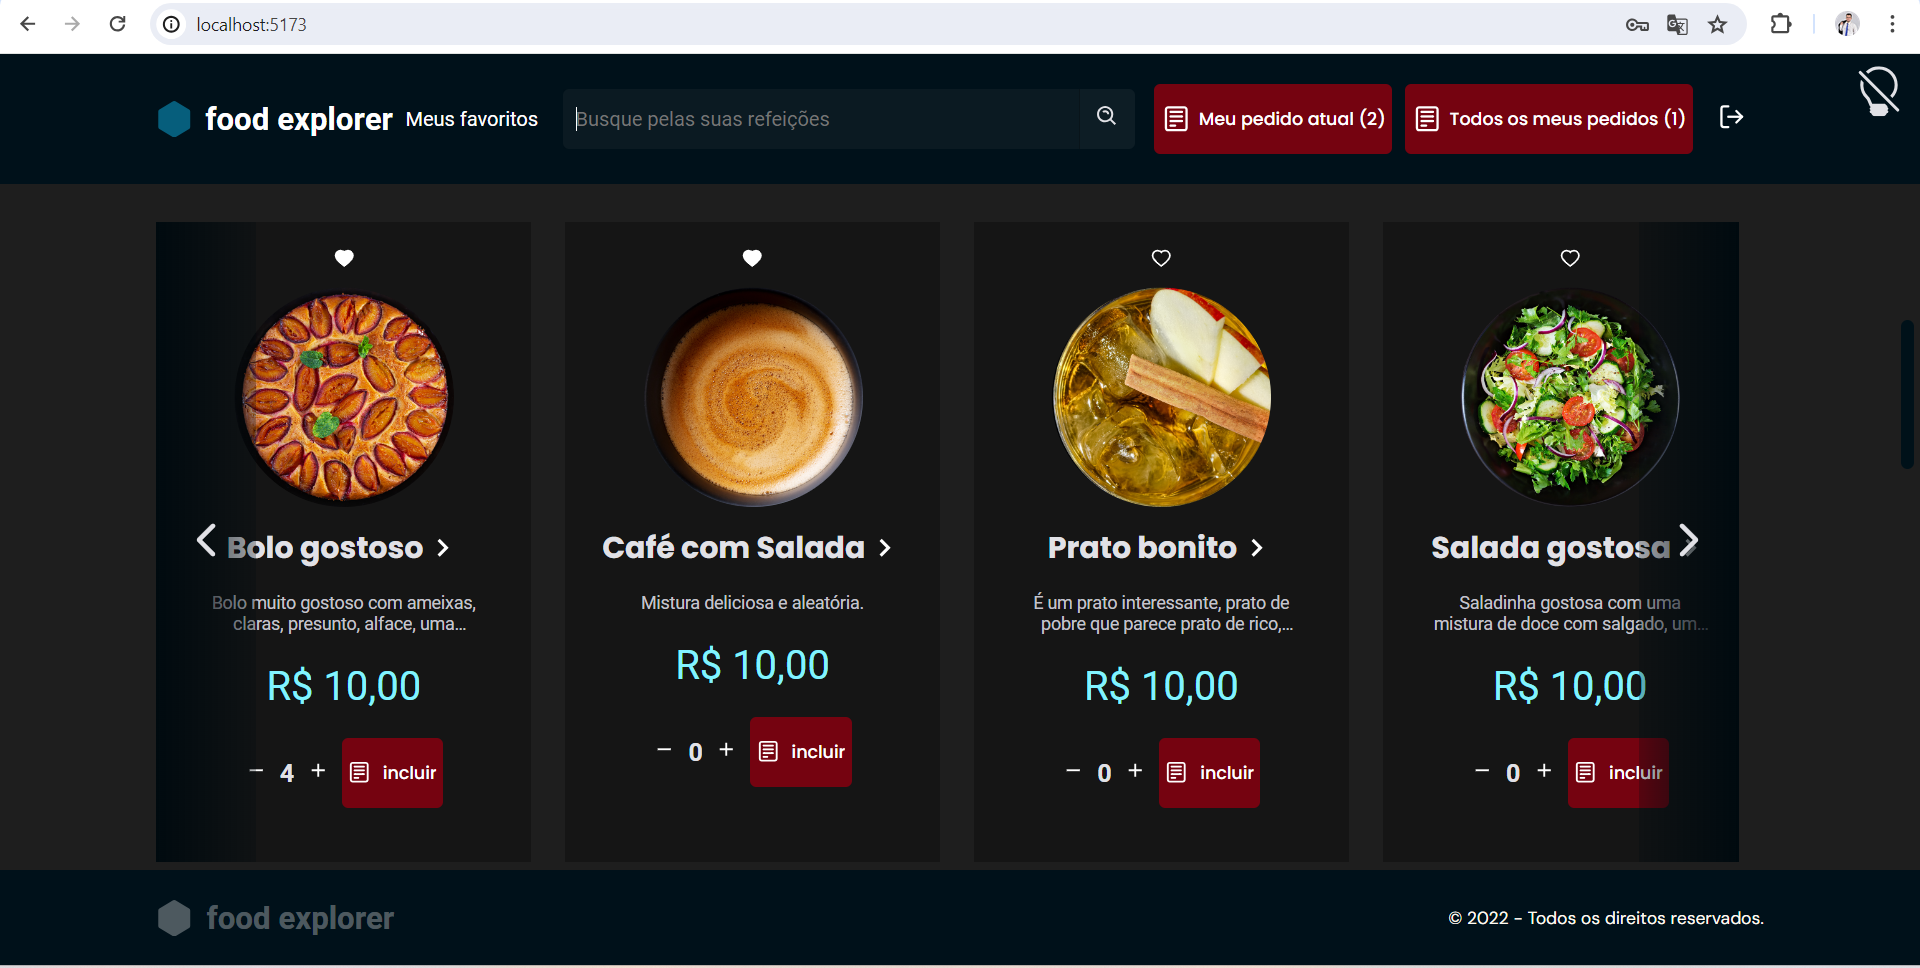 localhost:5173
food explorer Meus favoritos Busque pelas suas refeições Meu pedido atual (2) Todos os meus pedidos (1)
Bolo gostoso
Bolo muito gostoso com ameixas,
claras, presunto, alface, uma...
R$ 10,00
− 4 + incluir
Café com Salada
Mistura deliciosa e aleatória.
R$ 10,00
− 0 + incluir
Prato bonito
É um prato interessante, prato de
pobre que parece prato de rico,...
R$ 10,00
− 0 + incluir
Salada gostosa
Saladinha gostosa com uma
mistura de doce com salgado, um...
R$ 10,00
− 0 + incluir
food explorer
© 2022 - Todos os direitos reservados.